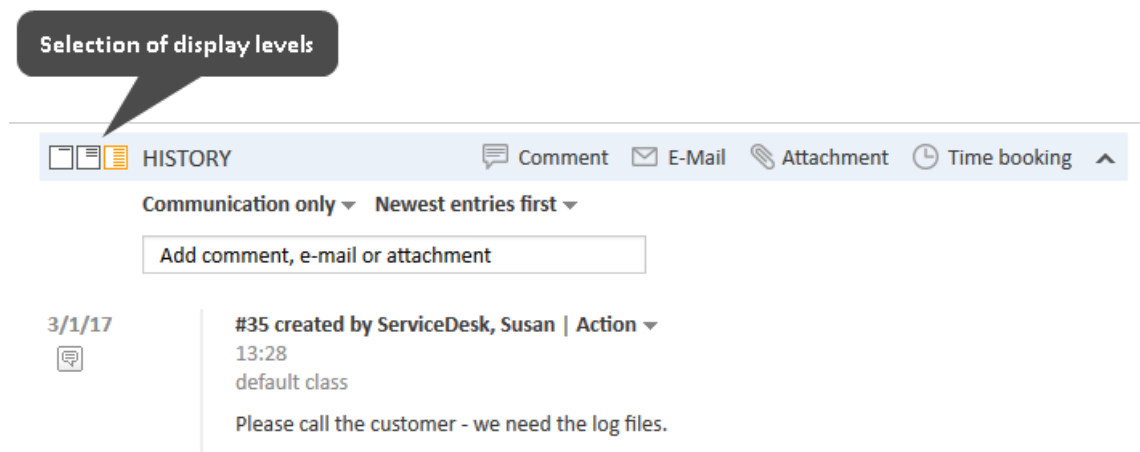 Selection of display levels
HISTORY Comment E-Mail Attachment Time booking
Communication only Newest entries first
Add comment, e-mail or attachment
3/1/17 #35 created by ServiceDesk, Susan | Action
13:28
default class
Please call the customer - we need the log files.